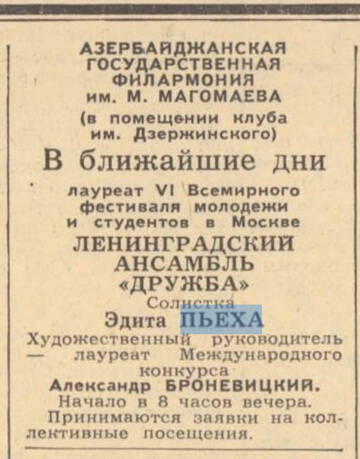 АЗЕРБАЙДЖАНСКАЯ
ГОСУДАРСТВЕННАЯ
ФИЛАРМОНИЯ
им. М. МАГОМАЕВА
(в помещении клуба
им. Дзержинского)
В ближайшие дни
лауреат VI Всемирного
фестиваля молодежи
и студентов в Москве
ЛЕНИНГРАДСКИЙ
АНСАМБЛЬ
«ДРУЖБА»
Солистка
Эдита ПЬЕХА
Художественный руководитель
— лауреат Международного
конкурса
Александр БРОНЕВИЦКИЙ.
Начало в 8 часов вечера.
Принимаются заявки на кол-
лективные посещения.